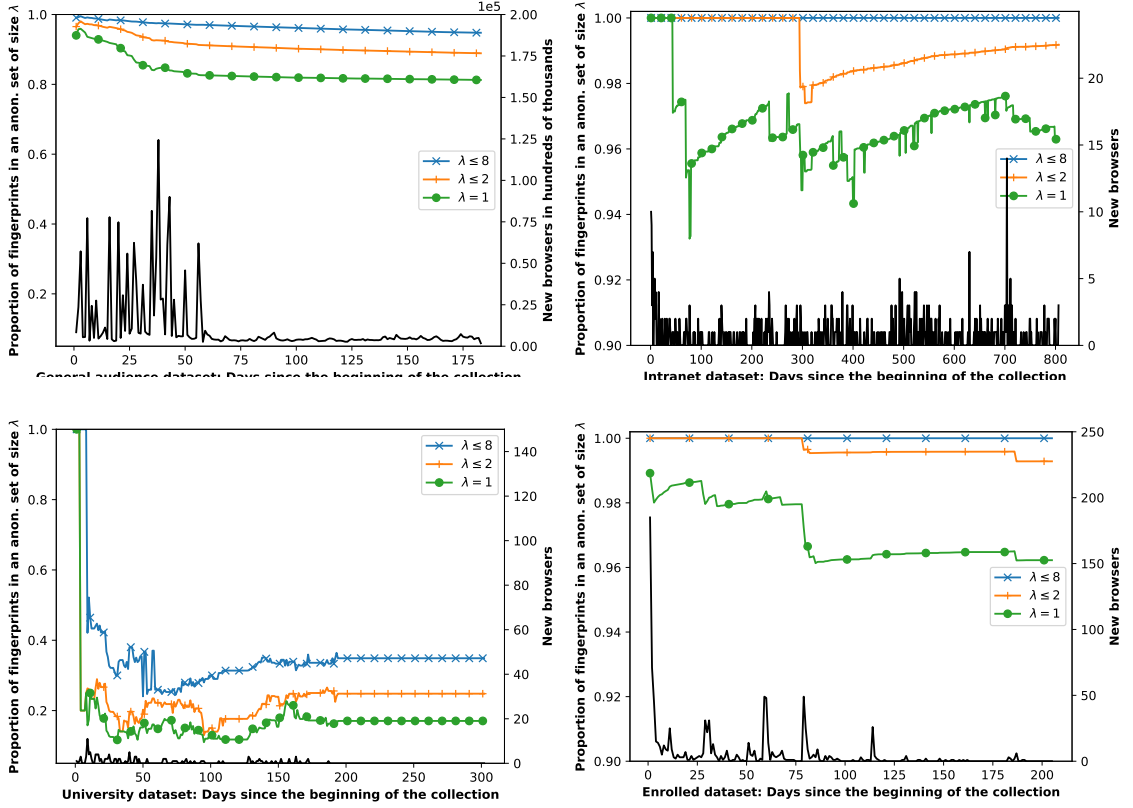 1e5
Proportion of fingerprints in an anon. set of size λ
1.0
0.8
0.6
0.4
0.2
2.00
1.75
1.50
1.25
1.00
0.75
0.50
0.25
0.00
New browsers in hundreds of thousands
λ ≤ 8
λ ≤ 2
λ = 1
0 25 50 75 100 125 150 175
General audience dataset: Days since the beginning of the collection
Proportion of fingerprints in an anon. set of size λ
1.00
0.98
0.96
0.94
0.92
0.90
20
15
10
5
0
New browsers
λ ≤ 8
λ ≤ 2
λ = 1
0 100 200 300 400 500 600 700 800
Intranet dataset: Days since the beginning of the collection
Proportion of fingerprints in an anon. set of size λ
1.0
0.8
0.6
0.4
0.2
140
120
100
80
60
40
20
0
New browsers
λ ≤ 8
λ ≤ 2
λ = 1
0 50 100 150 200 250 300
University dataset: Days since the beginning of the collection
Proportion of fingerprints in an anon. set of size λ
1.00
0.98
0.96
0.94
0.92
0.90
250
200
150
100
50
0
New browsers
λ ≤ 8
λ ≤ 2
λ = 1
0 25 50 75 100 125 150 175 200
Enrolled dataset: Days since the beginning of the collection